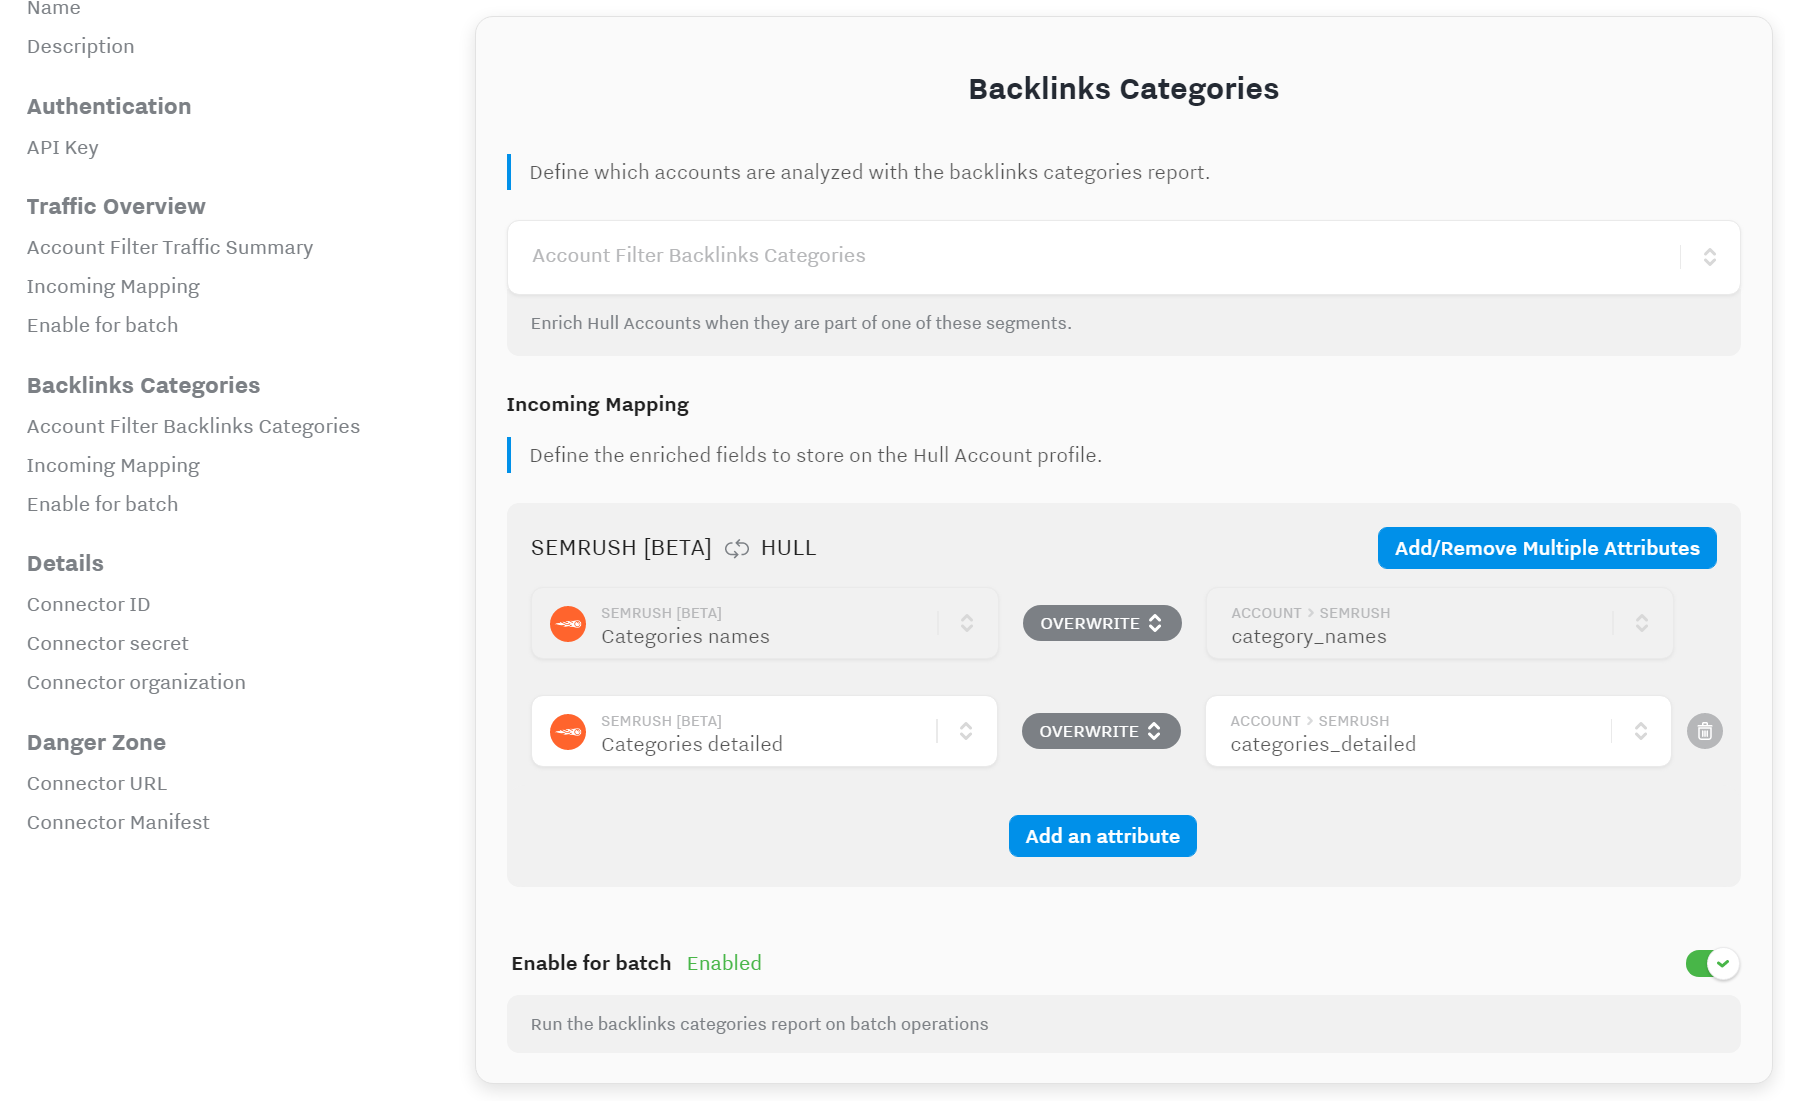 Name
Description
Authentication
API Key
Traffic Overview
Account Filter Traffic Summary
Incoming Mapping
Enable for batch
Backlinks Categories
Account Filter Backlinks Categories
Incoming Mapping
Enable for batch
Details
Connector ID
Connector secret
Connector organization
Danger Zone
Connector URL
Connector Manifest
Backlinks Categories
Define which accounts are analyzed with the backlinks categories report.
Account Filter Backlinks Categories
Enrich Hull Accounts when they are part of one of these segments.
Incoming Mapping
Define the enriched fields to store on the Hull Account profile.
SEMRUSH [BETA] HULL
Add/Remove Multiple Attributes
SEMRUSH [BETA]
Categories names
OVERWRITE
ACCOUNT > SEMRUSH
category_names
SEMRUSH [BETA]
Categories detailed
OVERWRITE
ACCOUNT > SEMRUSH
categories_detailed
Add an attribute
Enable for batch Enabled
Run the backlinks categories report on batch operations